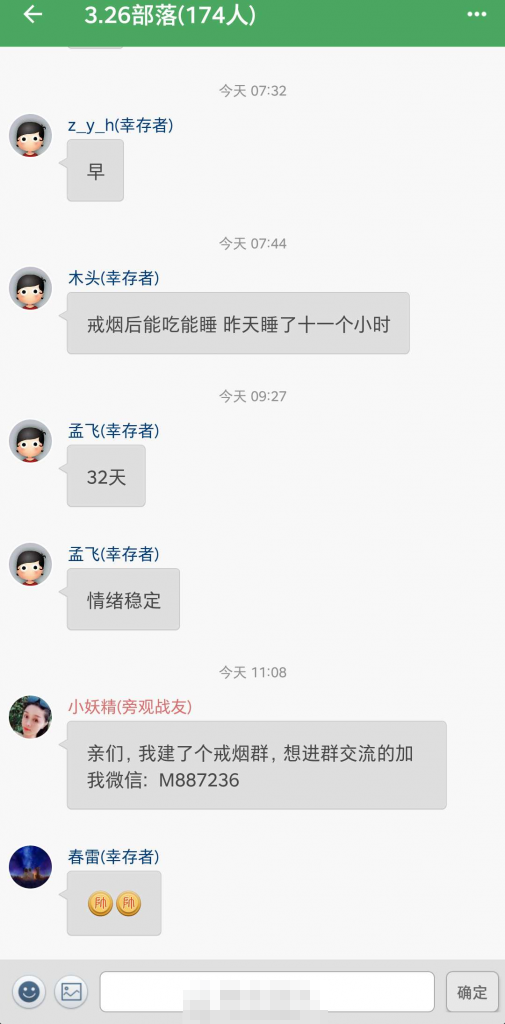 3.26部落(174人)
今天 07:32
z_y_h(幸存者)
早
今天 07:44
木头(幸存者)
戒烟后能吃能睡 昨天睡了十一个小时
今天 09:27
孟飞(幸存者)
32天
孟飞(幸存者)
情绪稳定
今天 11:08
小妖精(旁观战友)
亲们, 我建了个戒烟群, 想进群交流的加
我微信: M887236
春雷(幸存者)
帅 帅
确定